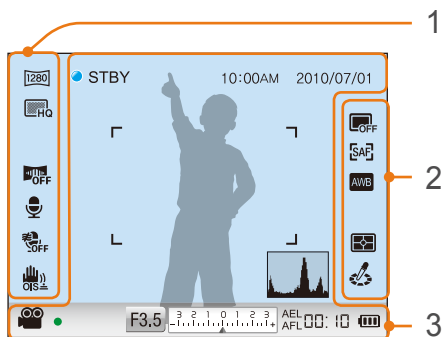 1
1280
STBY 10:00AM 2010/07/01
HQ
OFF
SAF
OFF
AWB
2
OFF
OIS
F3.5
3 2 1 0 1 2 3
- +
AEL
AFL
00:10
3